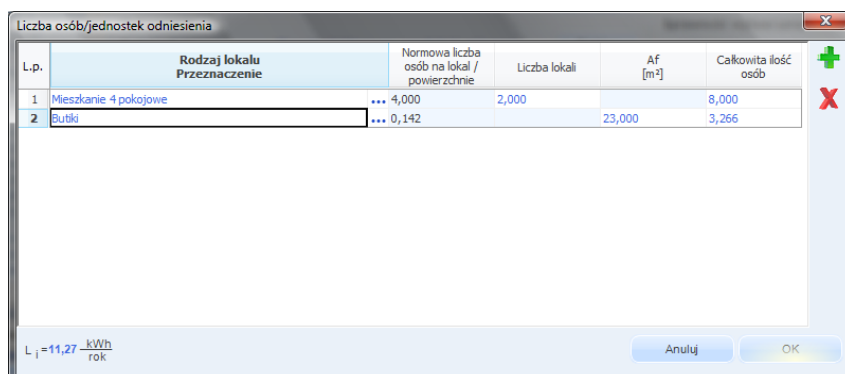 Liczba osób/jednostek odniesienia
L.p.
Rodzaj lokalu
Przeznaczenie
Normowa liczba
osób na lokal /
powierzchnie
Liczba lokali
Af
[m²]
Całkowita ilość
osób
1 Mieszkanie 4 pokojowe ... 4,000 2,000 8,000
2 Butiki ... 0,142 23,000 3,266
L i =11,27 kWh
rok
Anuluj
OK